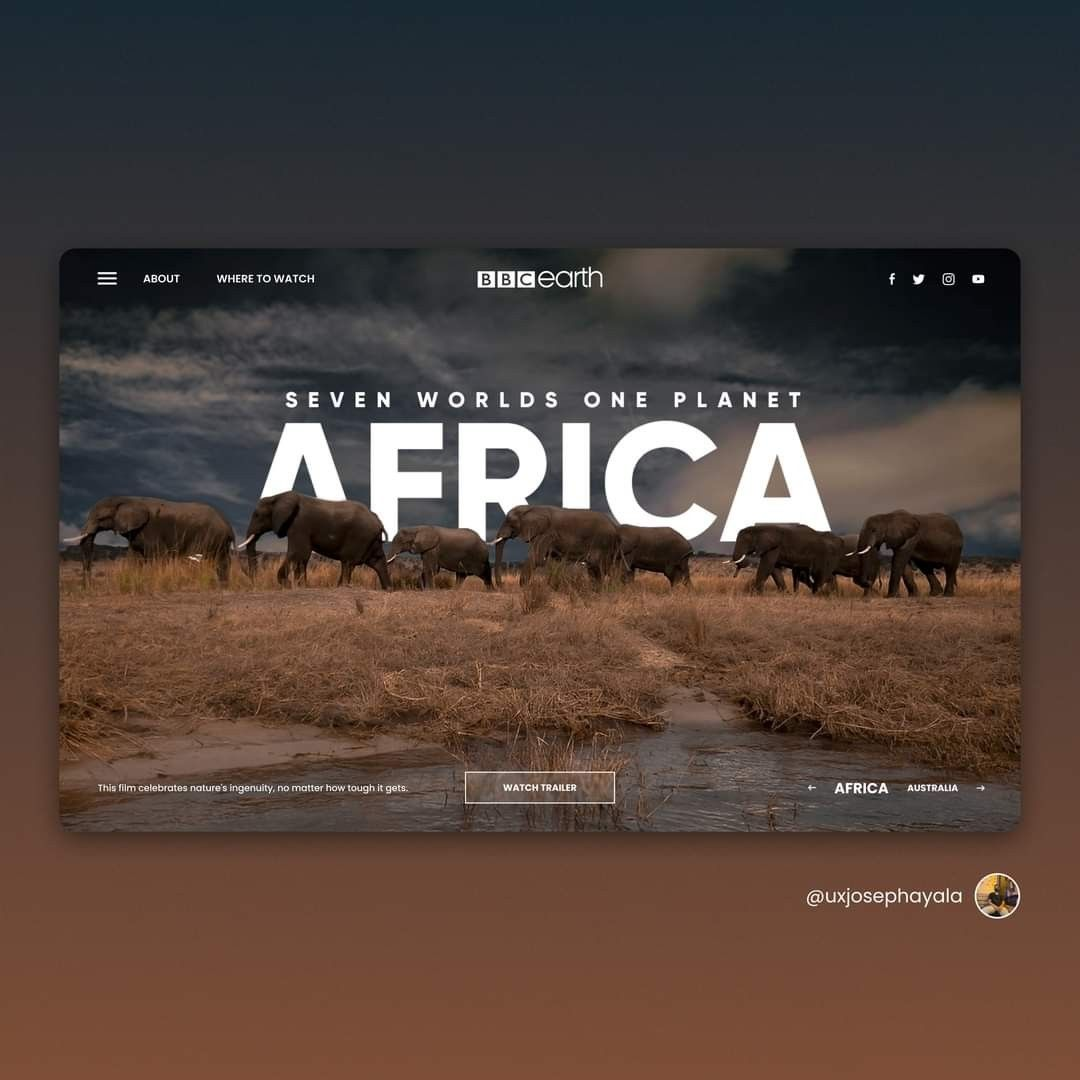 ABOUT
WHERE TO WATCH
BBC earth
SEVEN WORLDS ONE PLANET
AFRICA
This film celebrates nature's ingenuity, no matter how tough it gets.
WATCH TRAILER
← AFRICA AUSTRALIA →
@uxjosephayala